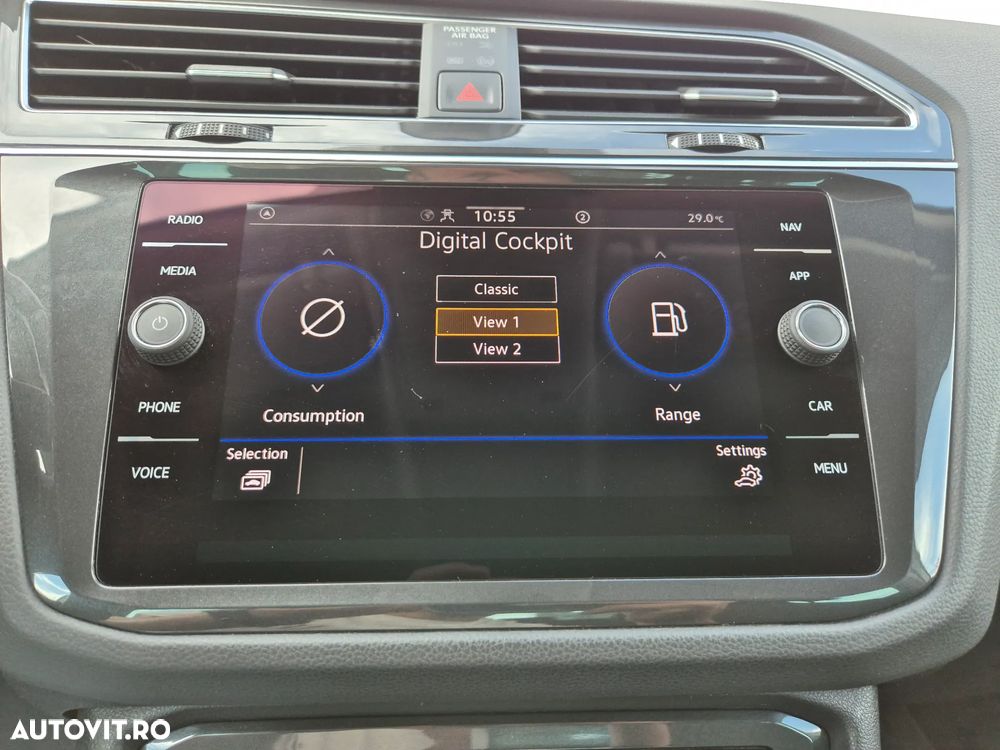 PASSENGER
AIR BAG
RADIO
MEDIA
PHONE
VOICE
10:55
2
29.0 °C
Digital Cockpit
Classic
View 1
View 2
Consumption
Range
Selection
Settings
NAV
APP
CAR
MENU
AUTOVIT.RO